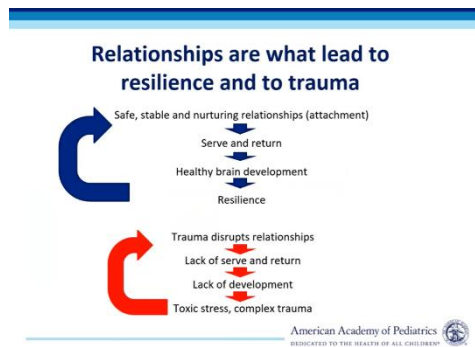 Relationships are what lead to
resilience and to trauma
Safe, stable and nurturing relationships (attachment)
Serve and return
Healthy brain development
Resilience
Trauma disrupts relationships
Lack of serve and return
Lack of development
Toxic stress, complex trauma
American Academy of Pediatrics
DEDICATED TO THE HEALTH OF ALL CHILDREN®